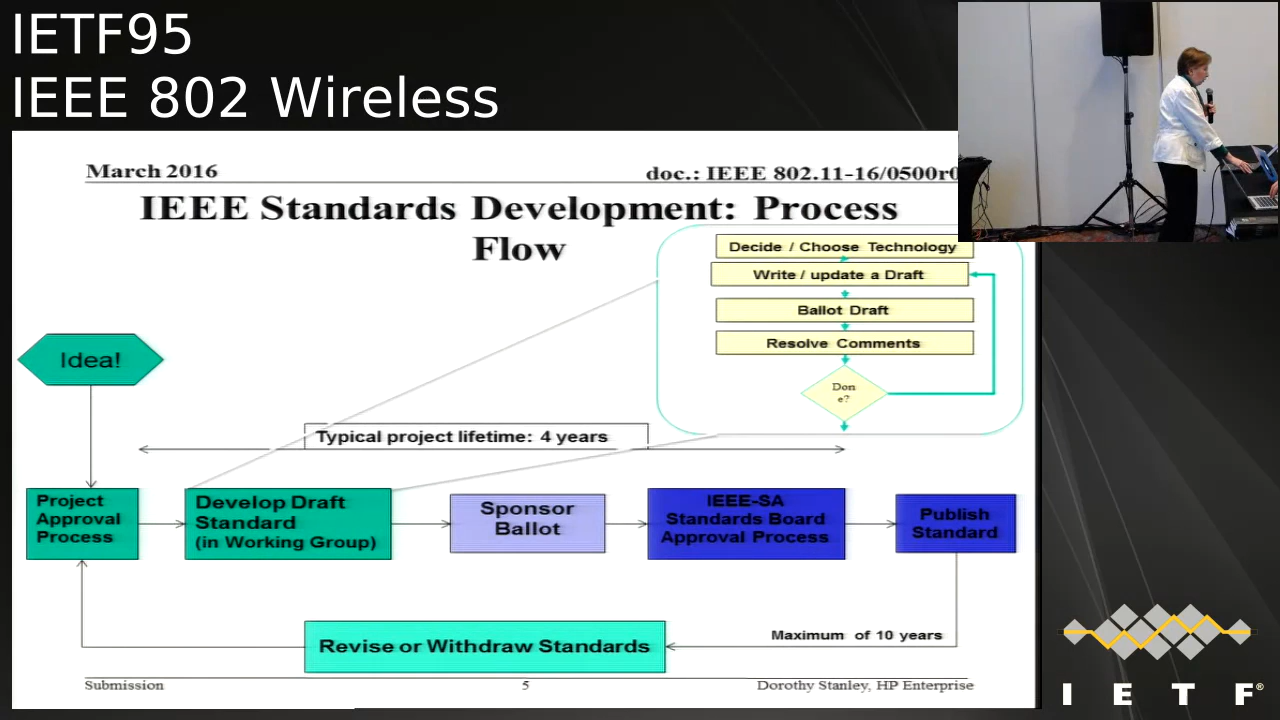 IETF95
IEEE 802 Wireless
March 2016
doc.: IEEE 802.11-16/0500r
IEEE Standards Development: Process
Flow
Decide / Choose Technology
Write / update a Draft
Ballot Draft
Resolve Comments
Don
e?
Idea!
Typical project lifetime: 4 years
Project
Approval
Process
Develop Draft
Standard
(in Working Group)
Sponsor
Ballot
IEEE-SA
Standards Board
Approval Process
Publish
Standard
Revise or Withdraw Standards
Maximum of 10 years
Submission
5
Dorothy Stanley, HP Enterprise
I E T F®